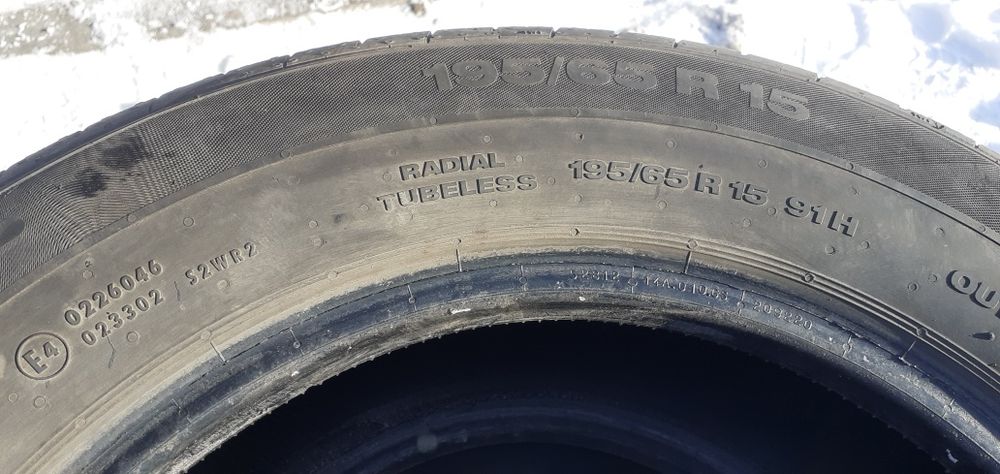 195/65 R 15
RADIAL
TUBELESS
195/65 R 15 91H
0226046
023302 S2WR2
E4